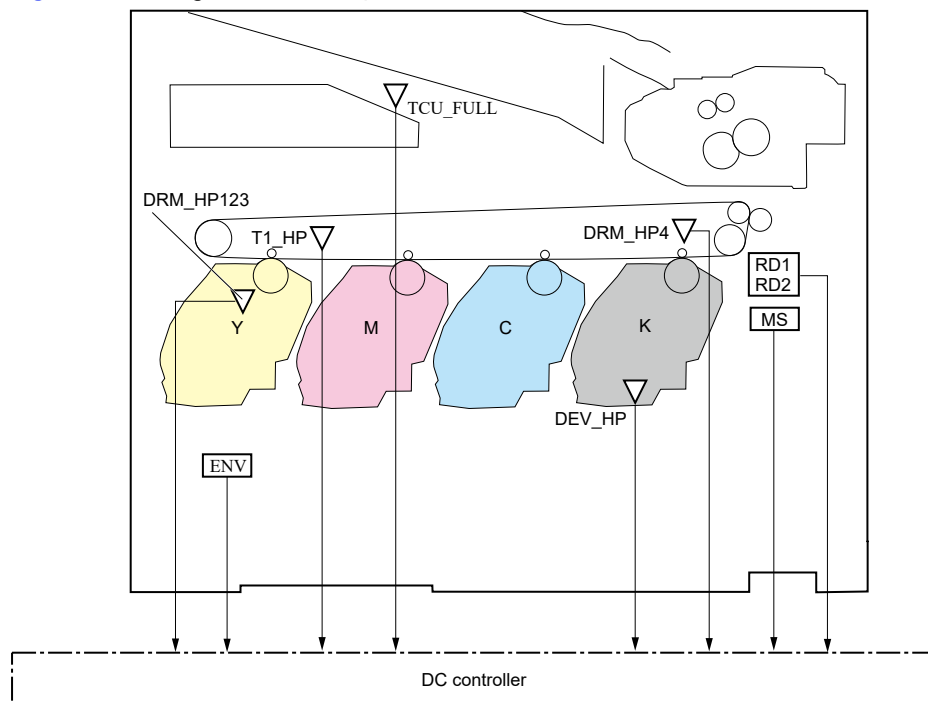 TCU_FULL
DRM_HP123
T1_HP
DRM_HP4
RD1
RD2
MS
Y
M
C
K
DEV_HP
ENV
DC controller